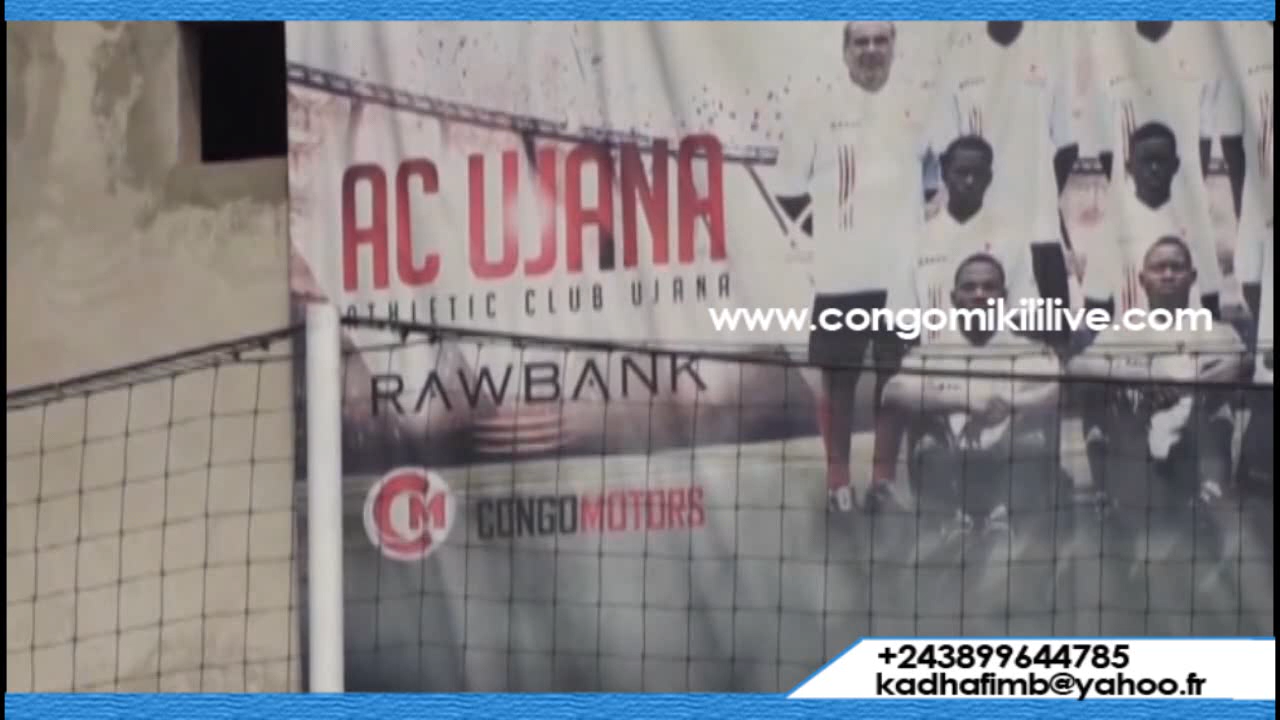 AC UJANA
ATHLETIC CLUB UJANA
www.congomikililive.com
RAWBANK
CM CONGOMOTORS
+243899644785
kadhafimb@yahoo.fr